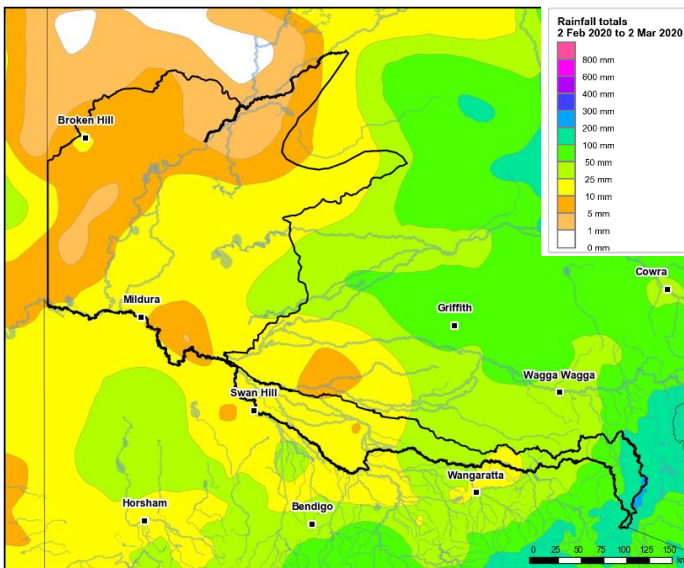 Rainfall totals
2 Feb 2020 to 2 Mar 2020
800 mm
600 mm
400 mm
300 mm
200 mm
100 mm
50 mm
25 mm
10 mm
5 mm
1 mm
0 mm
Broken Hill
Cowra
Mildura
Griffith
Wagga Wagga
Swan Hill
Wangaratta
Horsham
Bendigo
0 25 50 75 100 125 150